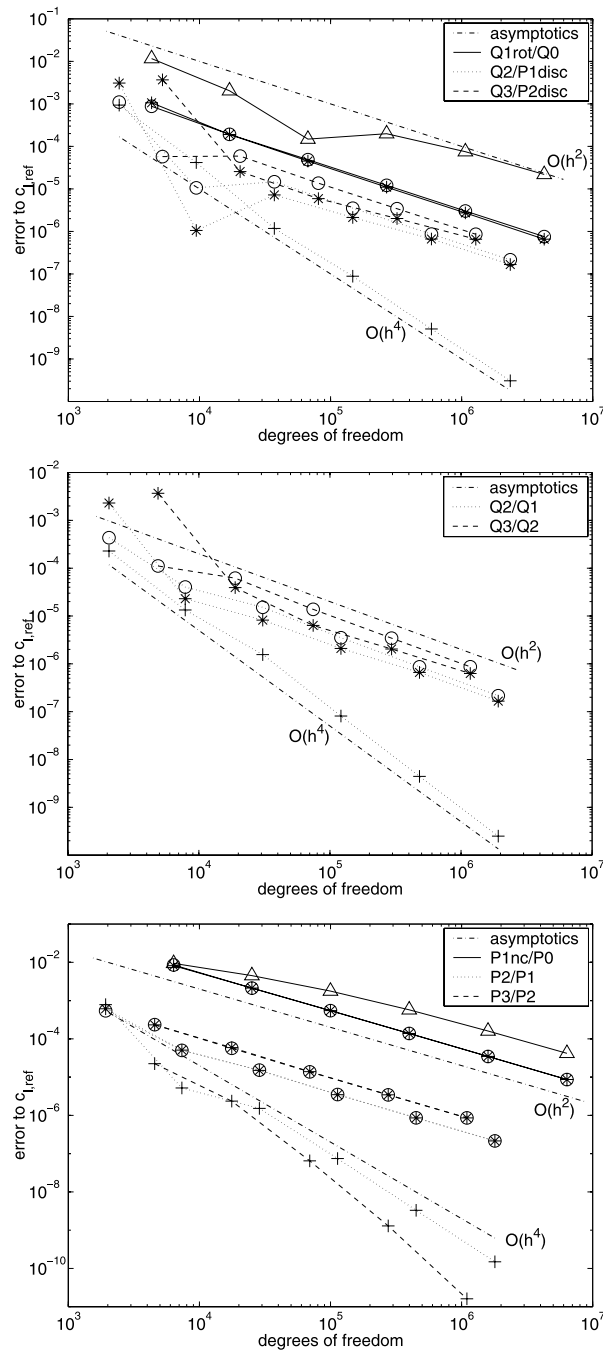 10^-1
10^-2
10^-3
10^-4
10^-5
10^-6
10^-7
10^-8
10^-9
error to c_l,ref
asymptotics
Q1rot/Q0
Q2/P1disc
Q3/P2disc
O(h^2)
O(h^4)
10^3 10^4 10^5 10^6 10^7
degrees of freedom
10^-2
10^-3
10^-4
10^-5
10^-6
10^-7
10^-8
10^-9
error to c_l,ref
asymptotics
Q2/Q1
Q3/Q2
O(h^2)
O(h^4)
10^3 10^4 10^5 10^6 10^7
degrees of freedom
10^-2
10^-4
10^-6
10^-8
10^-10
error to c_l,ref
asymptotics
P1nc/P0
P2/P1
P3/P2
O(h^2)
O(h^4)
10^3 10^4 10^5 10^6 10^7
degrees of freedom